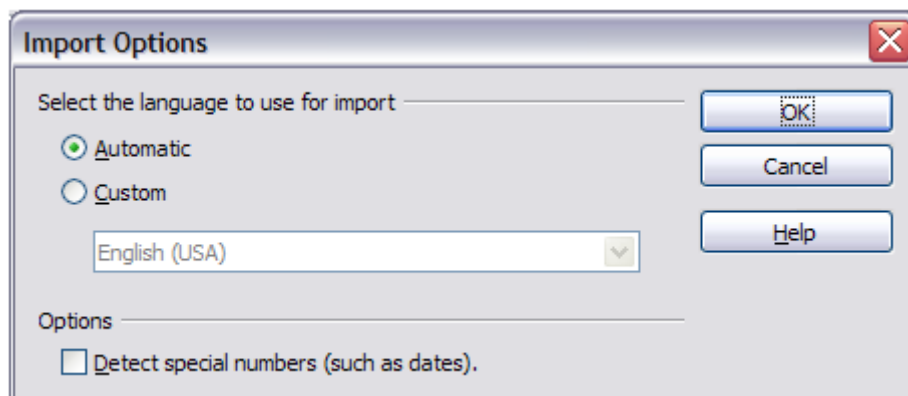 Import Options
Select the language to use for import
OK
Automatic
Cancel
Custom
Help
English (USA)
Options
Detect special numbers (such as dates).